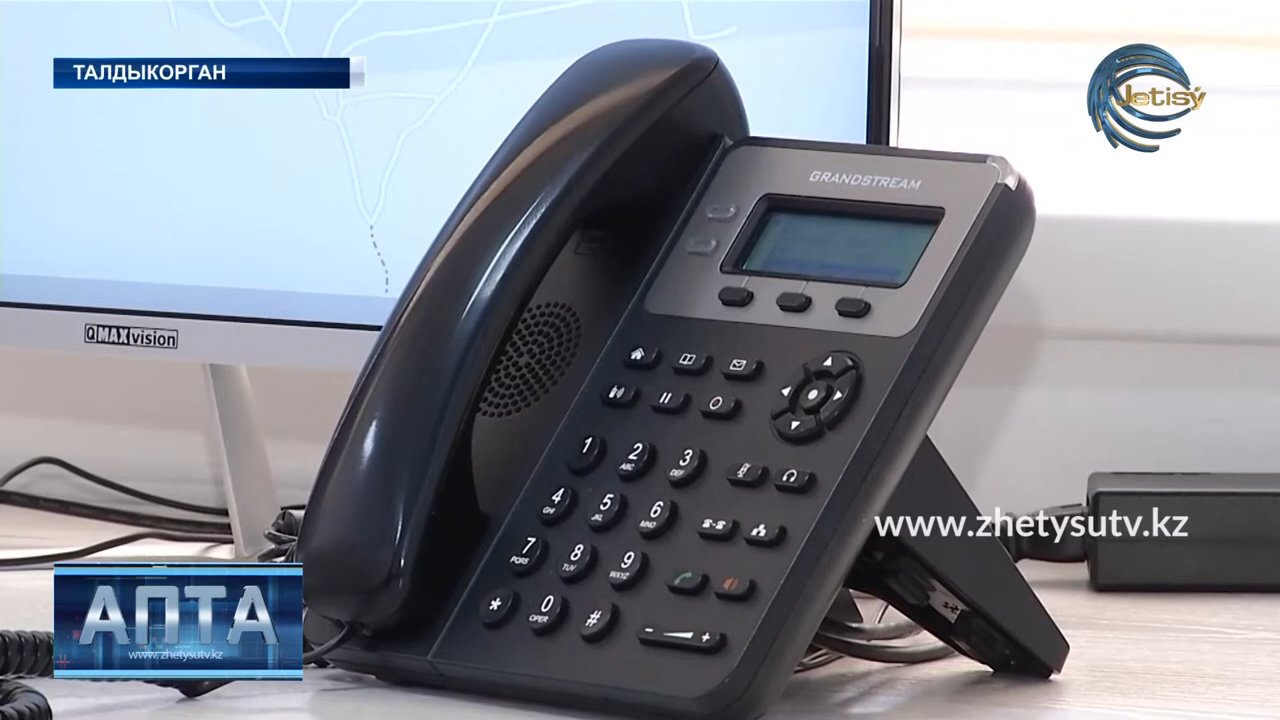 ТАЛДЫКОРГАН
Jetisý
GRANDSTREAM
QMAXvision
1
2 ABC
3 DEF
4 GHI
5 JKL
6 MNO
7 PQRS
8 TUV
9 WXYZ
*
0 OPER
#
- +
www.zhetysutv.kz
АПТА
www.zhetysutv.kz